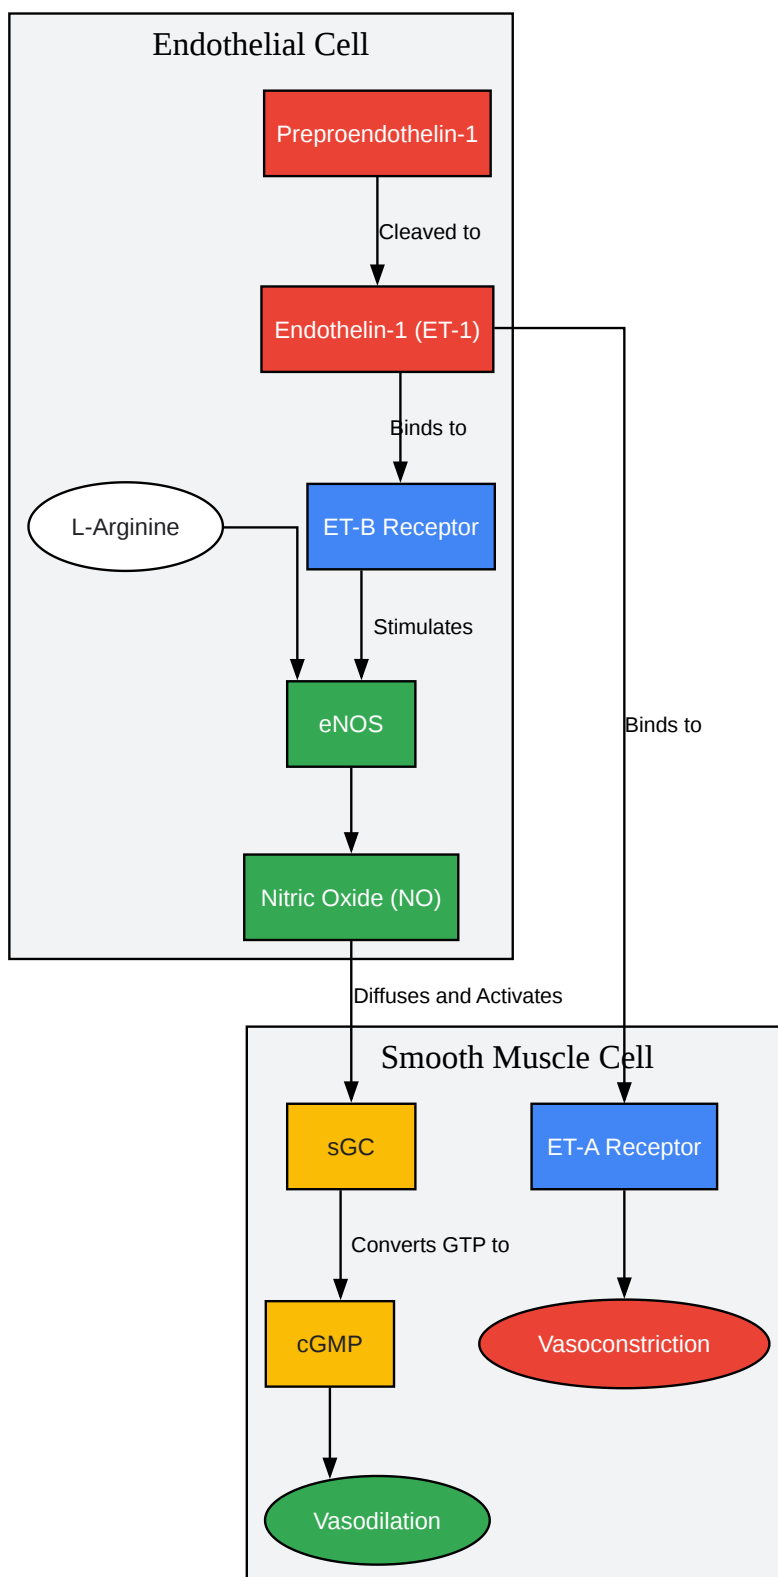 Endothelial Cell
Preproendothelin-1
Cleaved to
Endothelin-1 (ET-1)
Binds to
L-Arginine
ET-B Receptor
Stimulates
eNOS
Binds to
Nitric Oxide (NO)
Diffuses and Activates
Smooth Muscle Cell
sGC
ET-A Receptor
Converts GTP to
cGMP
Vasoconstriction
Vasodilation